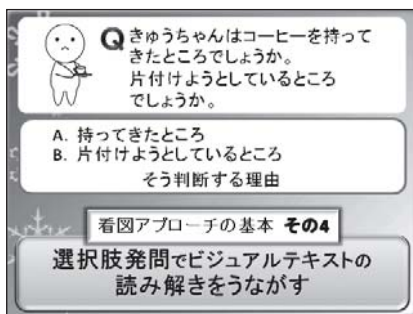 Qきゅうちゃんはコーヒーを持って
きたところでしょうか。
片付けようとしているところ
でしょうか。
A. 持ってきたところ
B. 片付けようとしているところ
そう判断する理由
看図アプローチの基本 その4
選択肢発問でビジュアルテキストの
読み解きをうながす